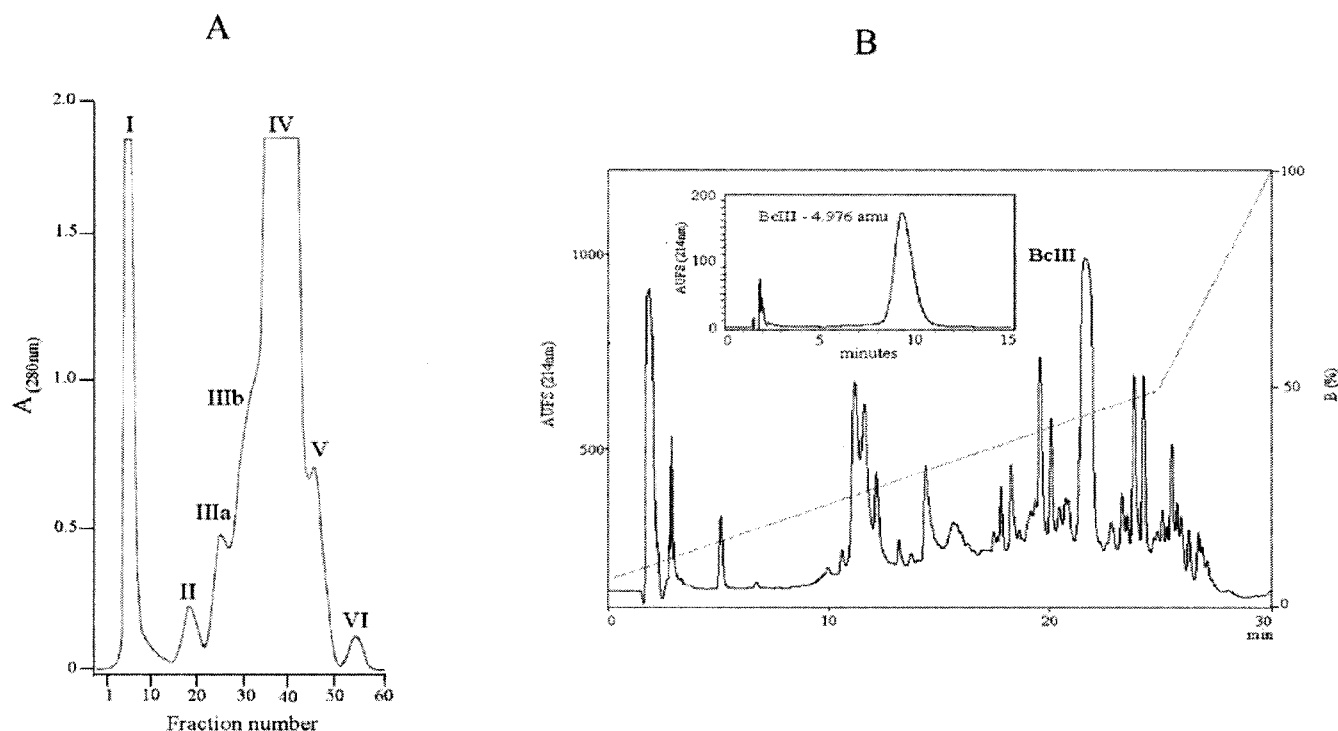 A
2.0
1.5
1.0
0.5
0
A(280nm)
I
II
IIIa
IIIb
IV
V
VI
1 10 20 30 40 50 60
Fraction number
B
1000
500
0
AUFS (214nm)
BcIII
100
50
0
B (%)
0 10 20 30
min
200
100
0
AUFS (214nm)
BcIII - 4.976 amu
0 5 10 15
minutes